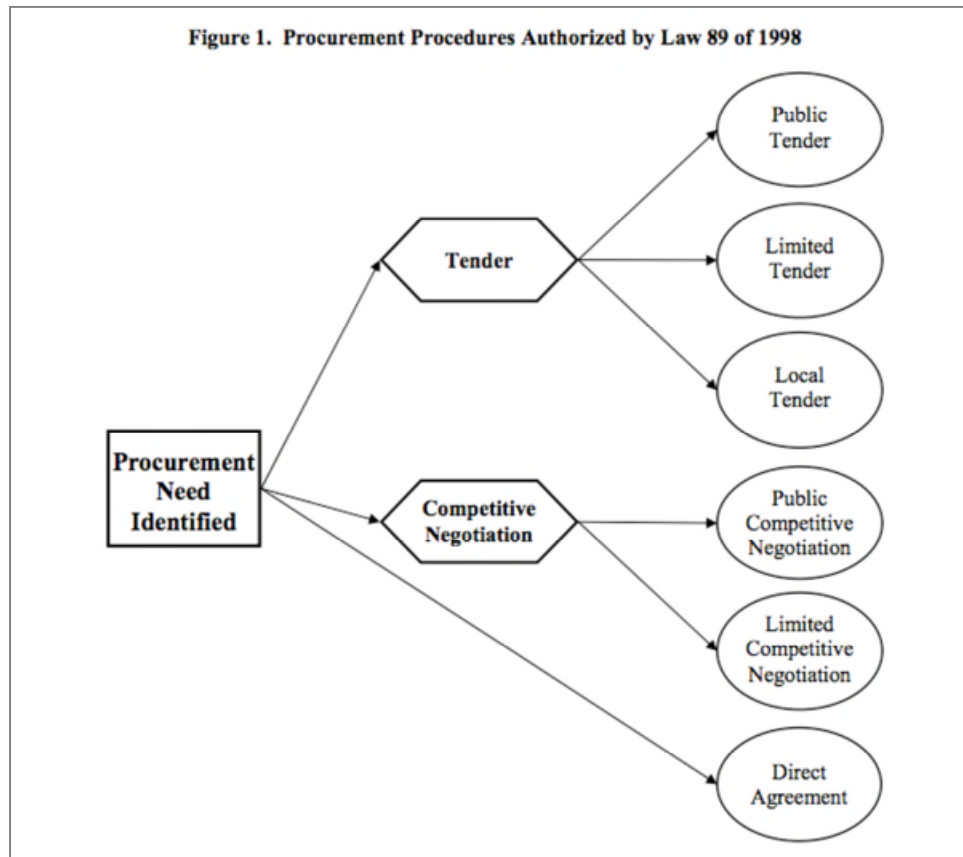 Figure 1.  Procurement Procedures Authorized by Law 89 of 1998
Public
Tender
Tender
Limited
Tender
Local
Tender
Procurement
Need
Identified
Competitive
Negotiation
Public
Competitive
Negotiation
Limited
Competitive
Negotiation
Direct
Agreement